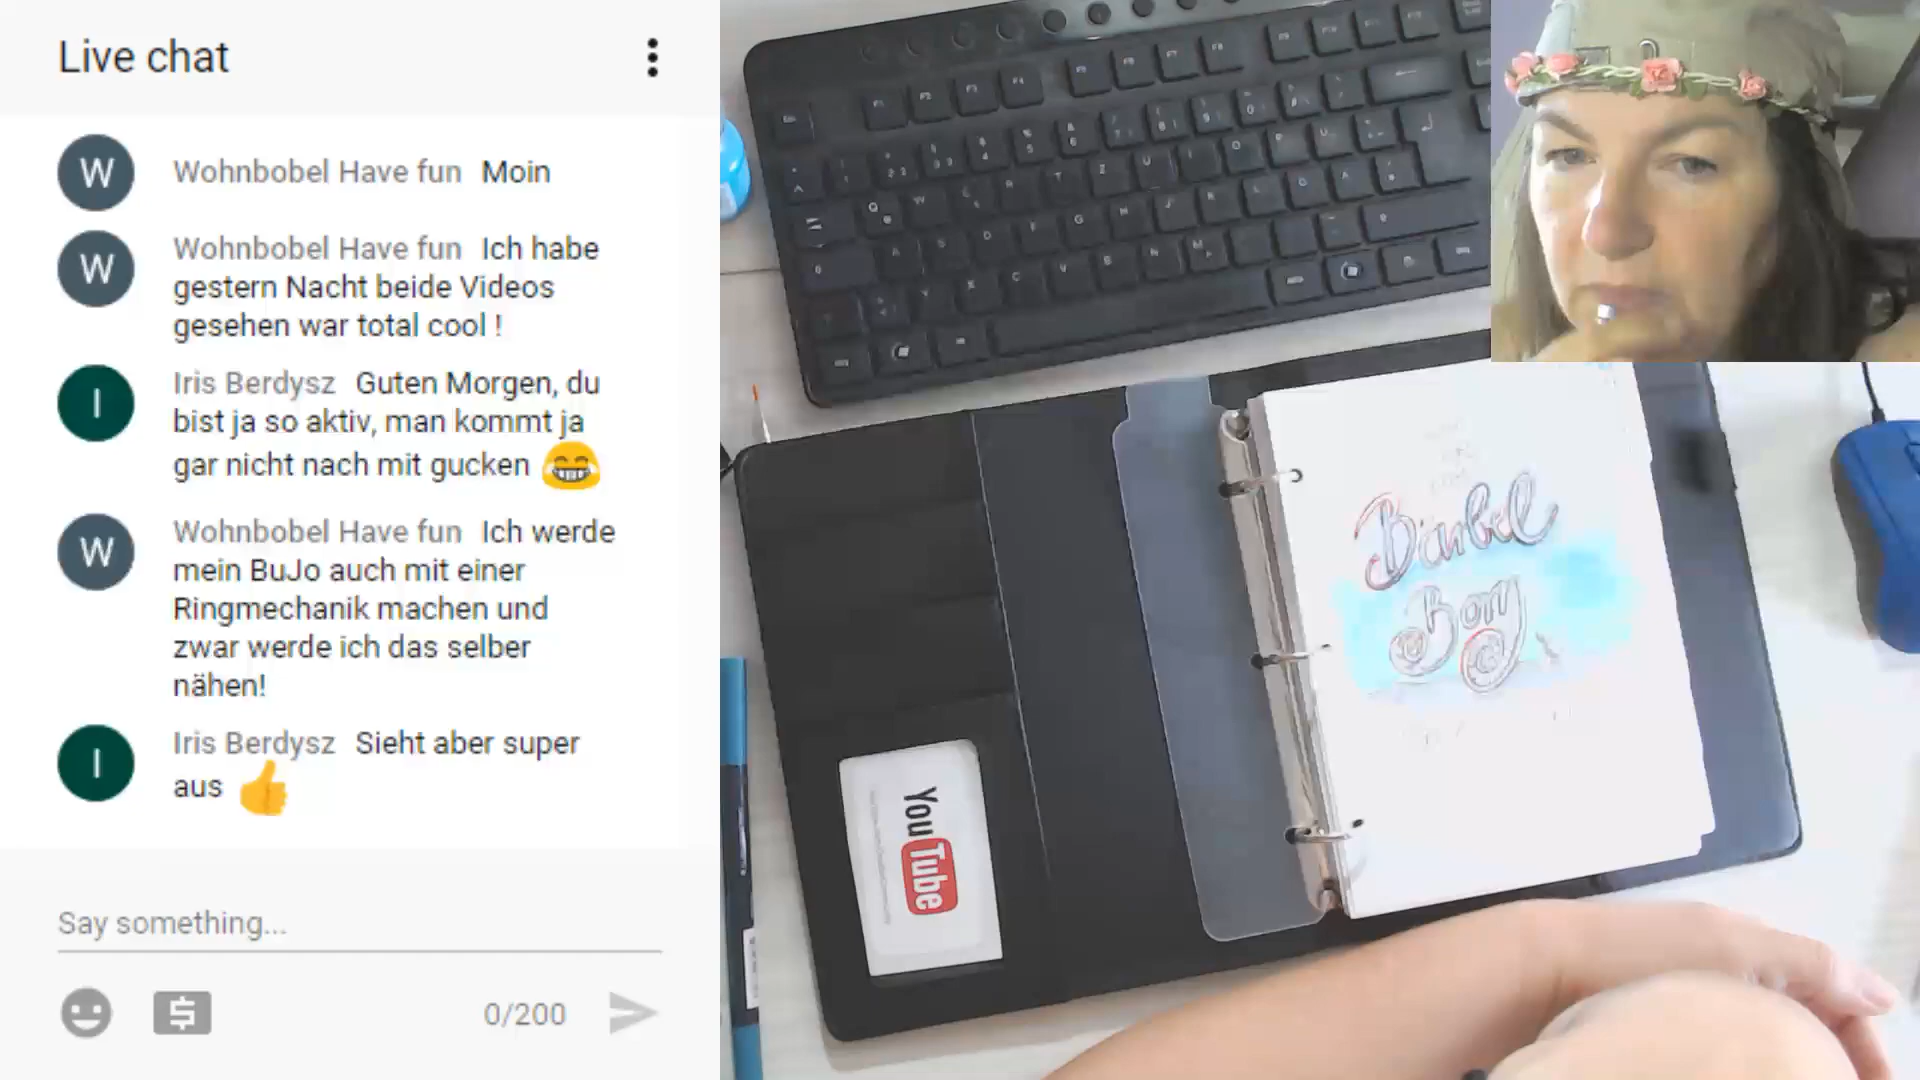 Live chat
Wohnbobel Have fun Moin
Wohnbobel Have fun Ich habe
gestern Nacht beide Videos
gesehen war total cool !
Iris Berdysz Guten Morgen, du
bist ja so aktiv, man kommt ja
gar nicht nach mit gucken 😂
Wohnbobel Have fun Ich werde
mein BuJo auch mit einer
Ringmechanik machen und
zwar werde ich das selber
nähen!
Iris Berdysz Sieht aber super
aus 👍
Say something...
0/200
Bärbel
Born
YouTube